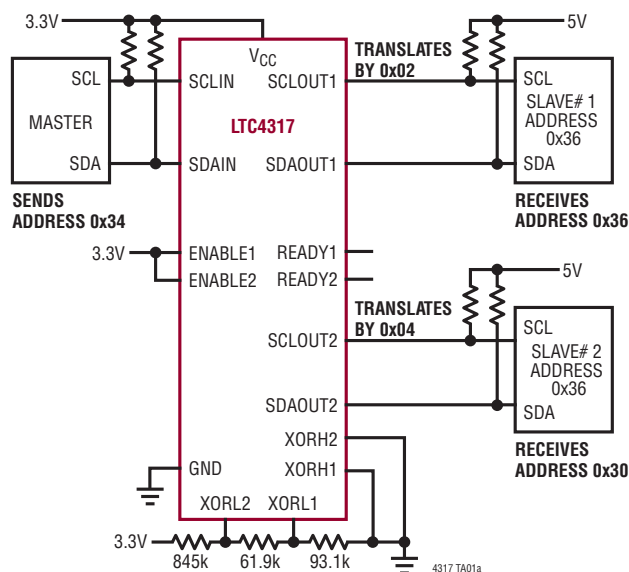 3.3V
5V
VCC
TRANSLATES
BY 0x02
SCL
SCLIN
SCLOUT1
SCL
MASTER
LTC4317
SLAVE# 1
ADDRESS
0x36
SDA
SDAIN
SDAOUT1
SDA
SENDS
ADDRESS 0x34
RECEIVES
ADDRESS 0x36
3.3V
ENABLE1
READY1
ENABLE2
READY2
5V
TRANSLATES
BY 0x04
SCLOUT2
SCL
SLAVE# 2
ADDRESS
0x36
SDAOUT2
SDA
XORH2
RECEIVES
ADDRESS 0x30
GND
XORH1
XORL2
XORL1
3.3V
845k
61.9k
93.1k
4317 TA01a